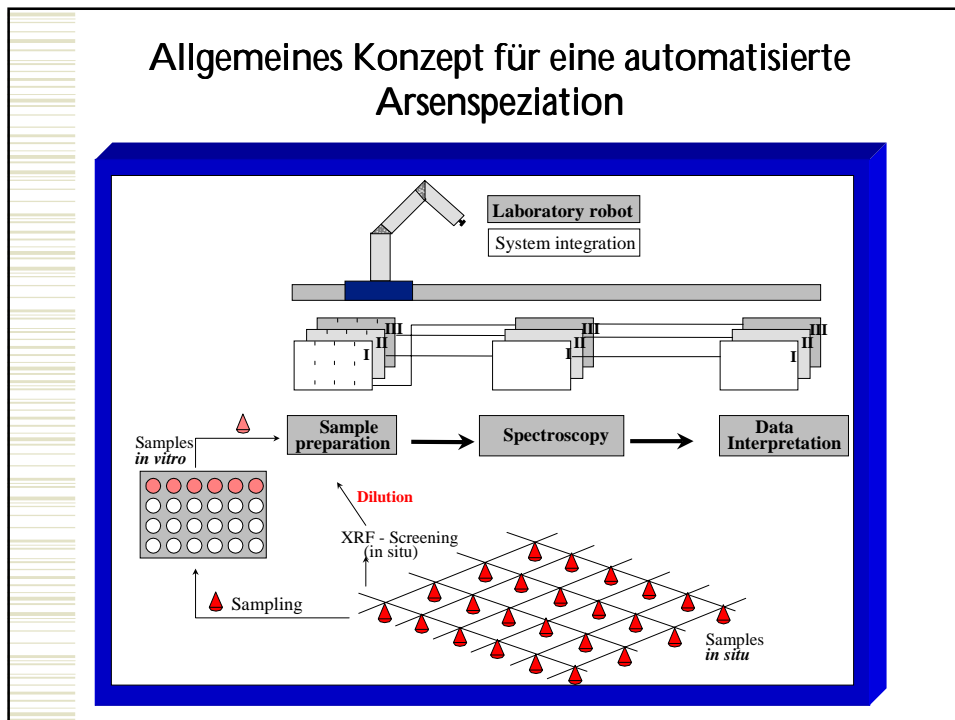 Allgemeines Konzept für eine automatisierte
Arsenspeziation
Laboratory robot
System integration
III
II
I
III
II
I
III
II
I
Sample
preparation
Spectroscopy
Data
Interpretation
Samples
in vitro
Dilution
XRF - Screening
(in situ)
Sampling
Samples
in situ